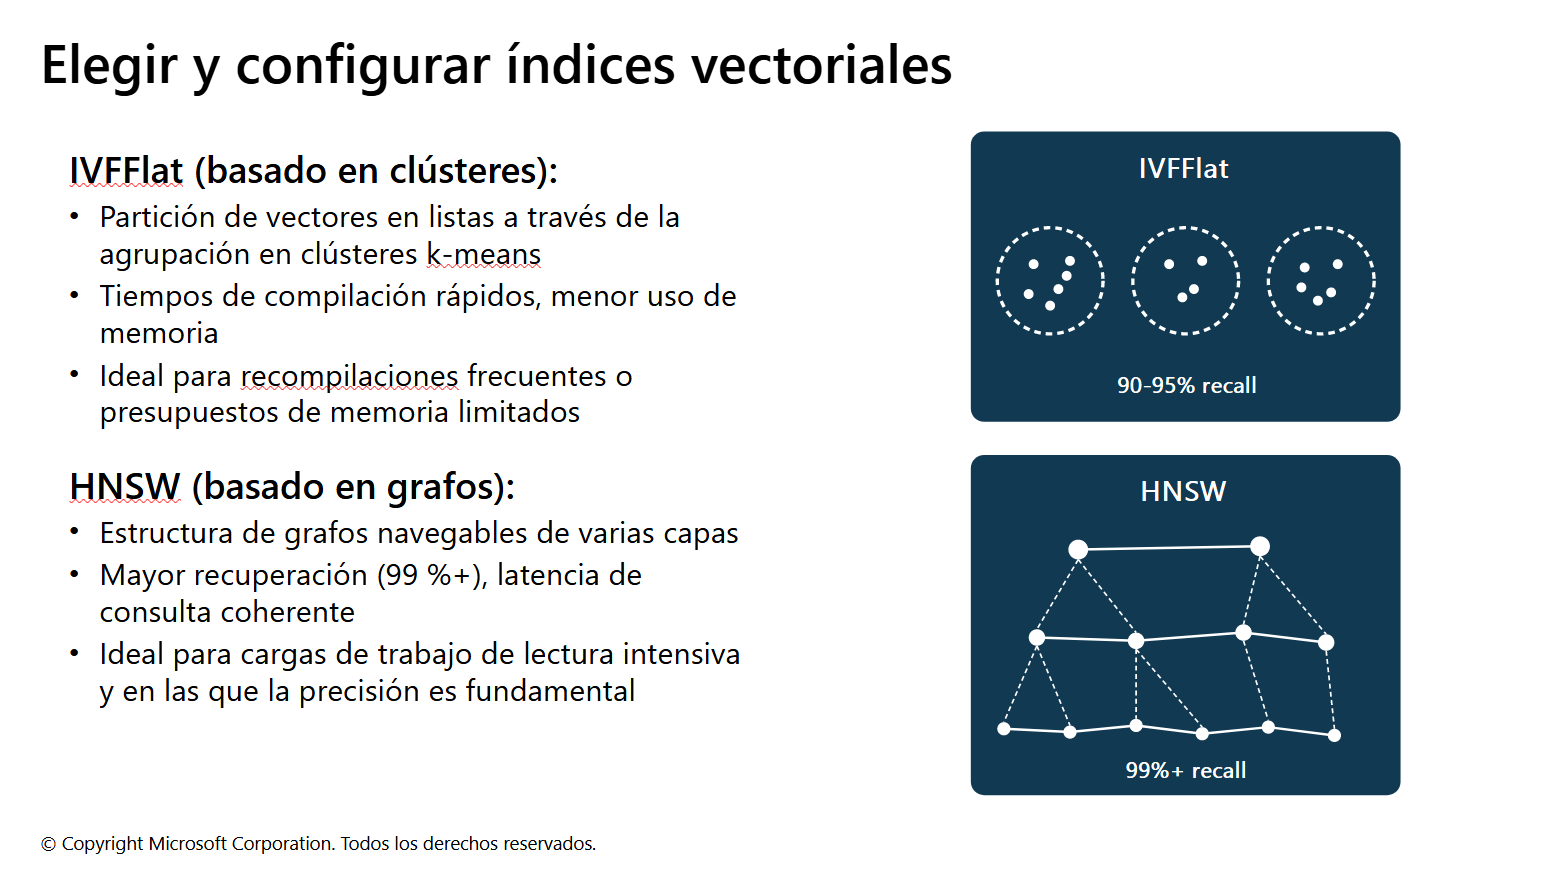 Elegir y configurar índices vectoriales
IVFFlat (basado en clústeres):
• Partición de vectores en listas a través de la
agrupación en clústeres k-means
• Tiempos de compilación rápidos, menor uso de
memoria
• Ideal para recompilaciones frecuentes o
presupuestos de memoria limitados
HNSW (basado en grafos):
• Estructura de grafos navegables de varias capas
• Mayor recuperación (99 %+), latencia de
consulta coherente
• Ideal para cargas de trabajo de lectura intensiva
y en las que la precisión es fundamental
IVFFlat
90-95% recall
HNSW
99%+ recall
© Copyright Microsoft Corporation. Todos los derechos reservados.